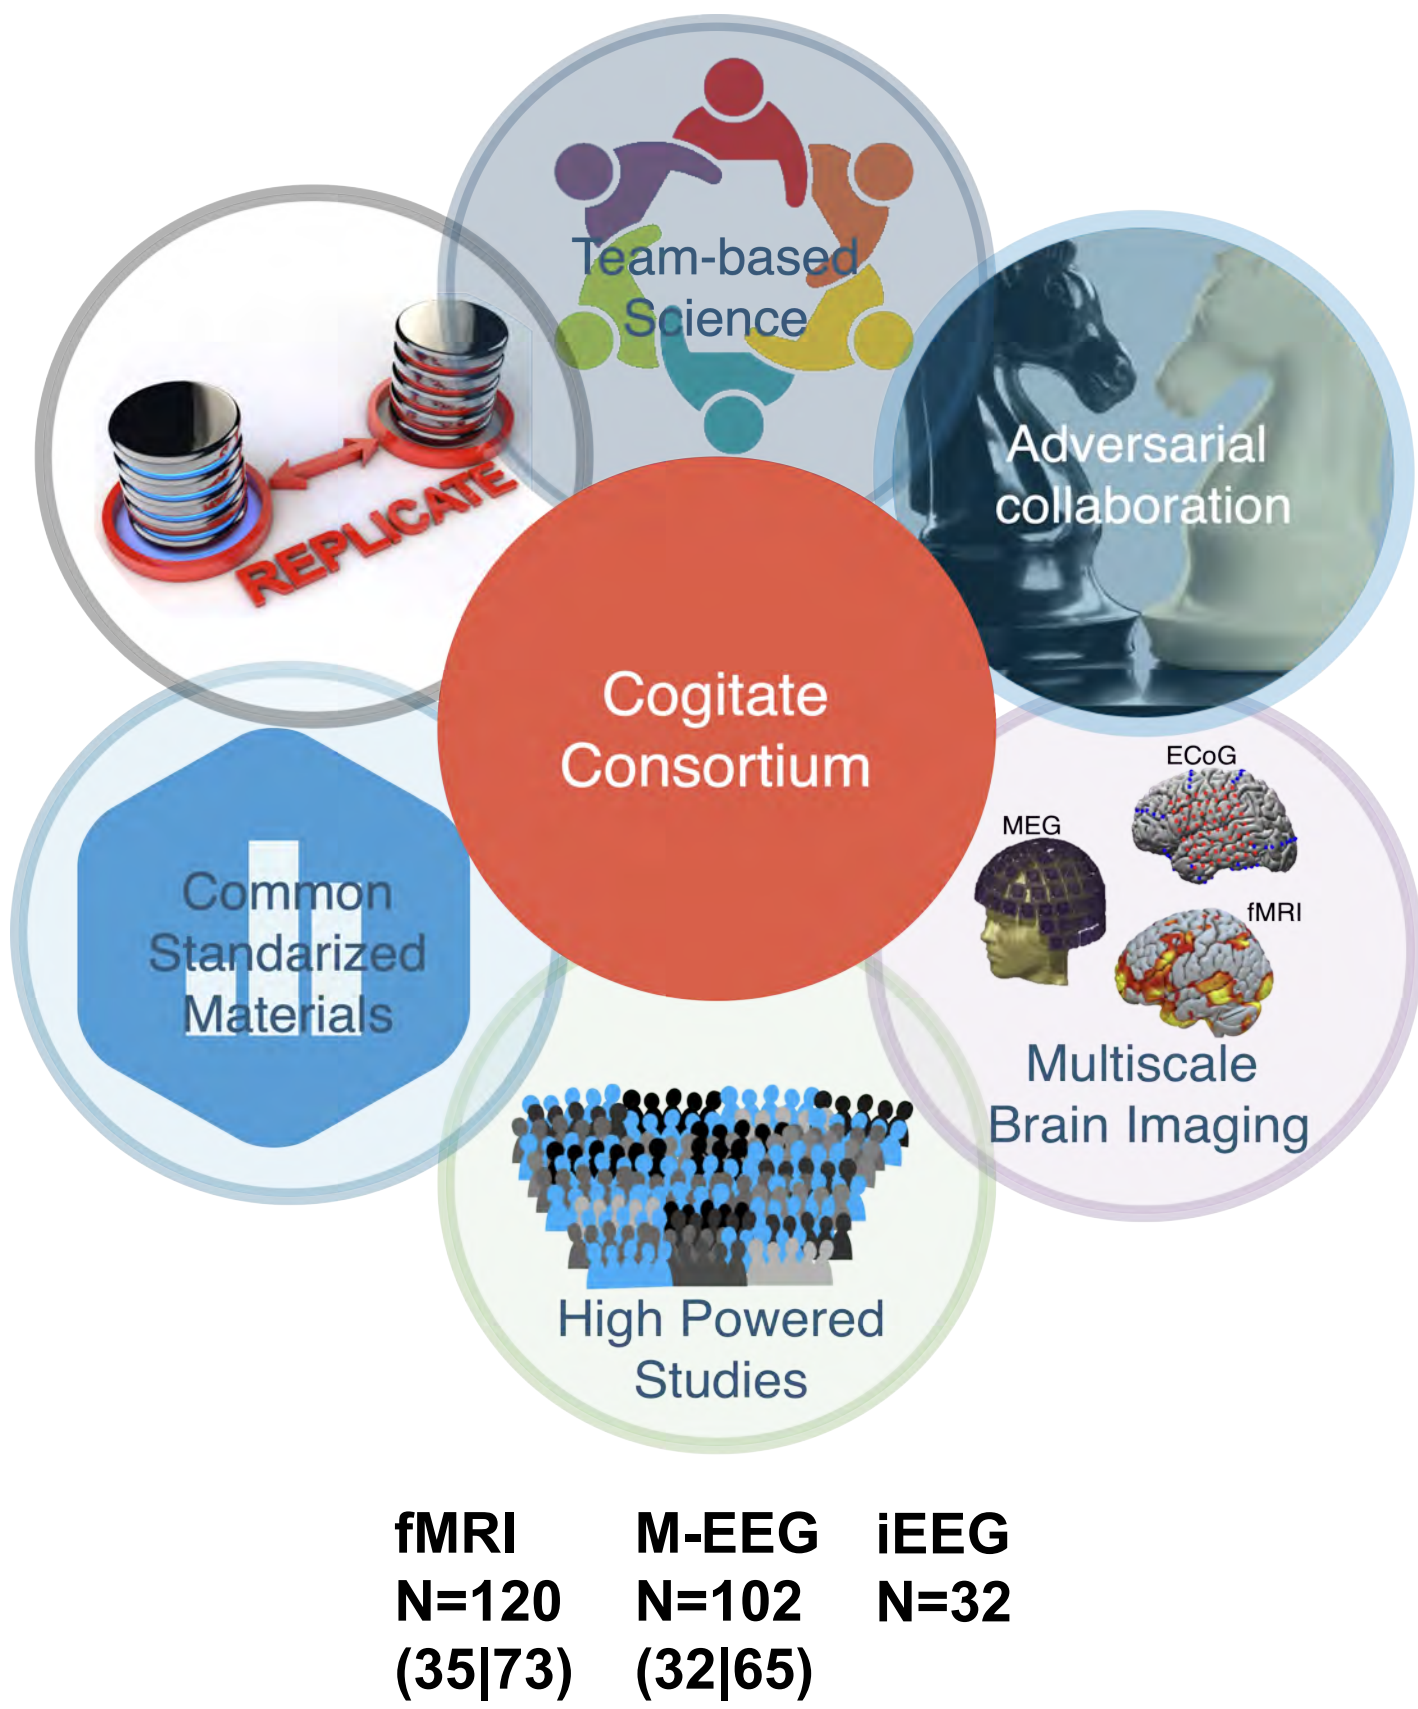 Team-based
Science
REPLICATE
Adversarial
collaboration
Cogitate
Consortium
ECoG
MEG
fMRI
Multiscale
Brain Imaging
Common
Standarized
Materials
High Powered
Studies
fMRI
N=120
(35|73)
M-EEG
N=102
(32|65)
iEEG
N=32